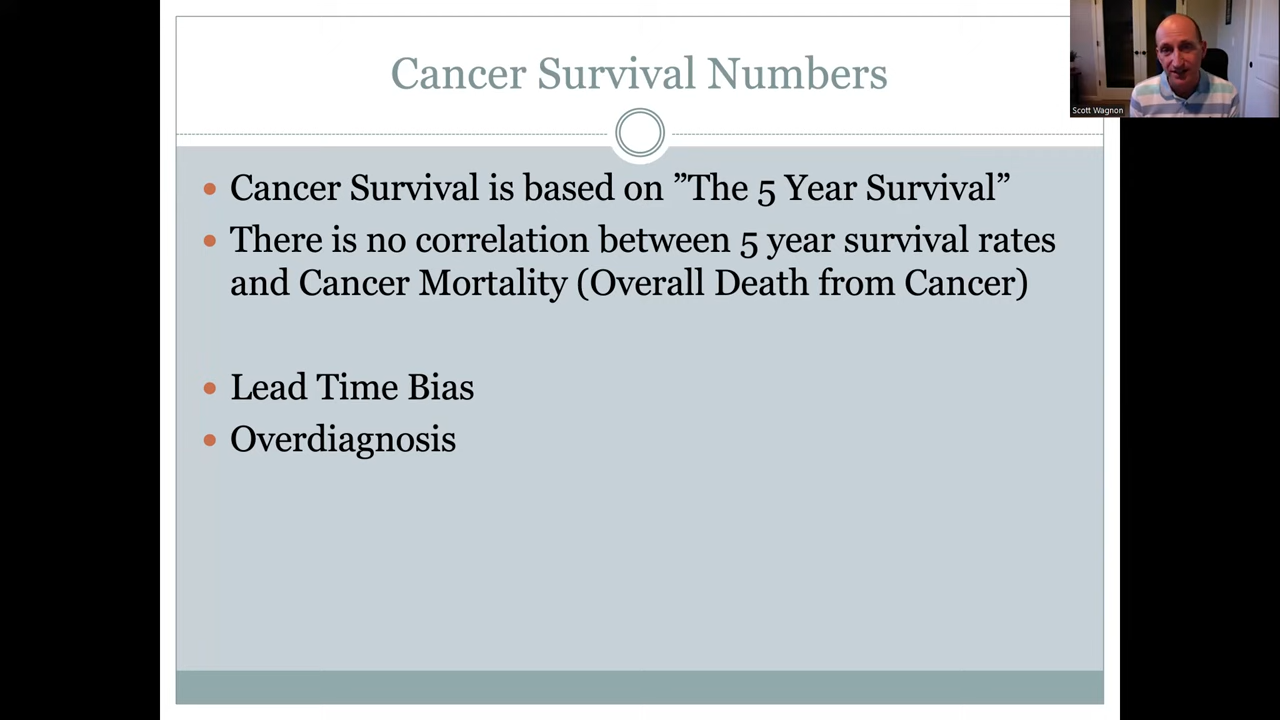 Cancer Survival Numbers
Scott Wagnon
Cancer Survival is based on ”The 5 Year Survival”
There is no correlation between 5 year survival rates
and Cancer Mortality (Overall Death from Cancer)
Lead Time Bias
Overdiagnosis